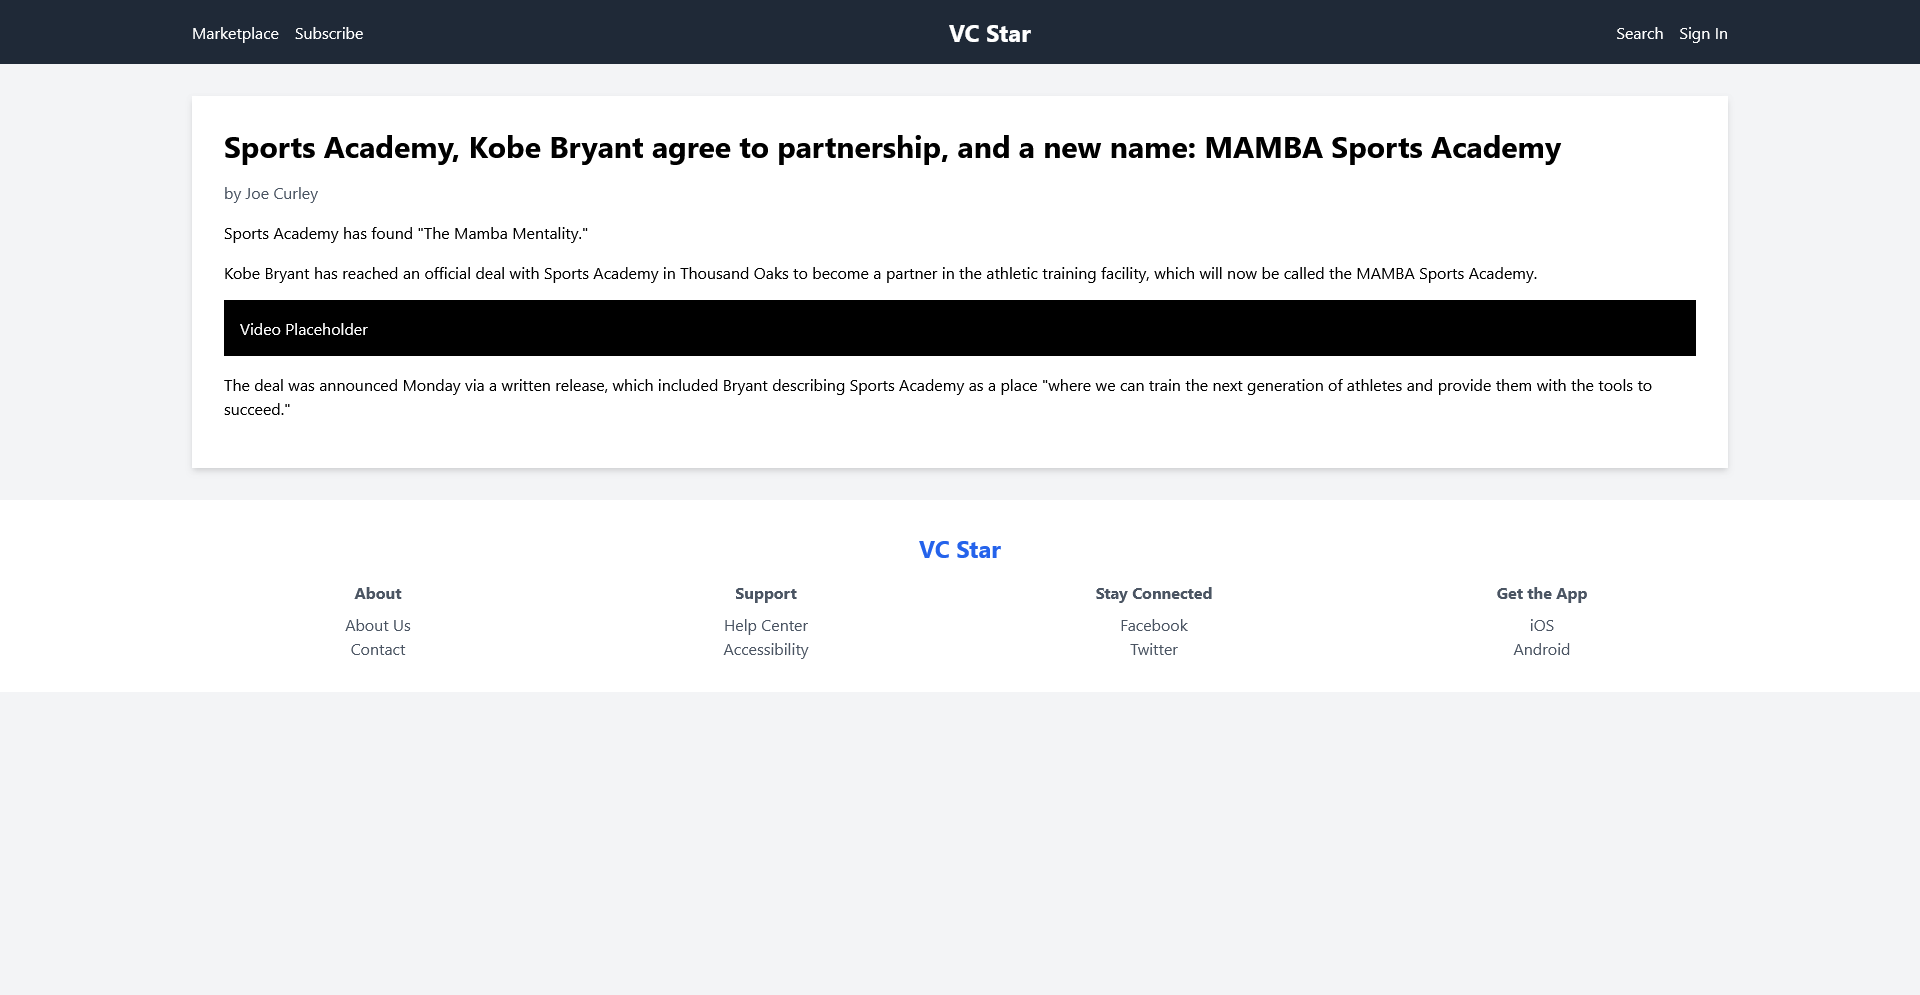 Marketplace Subscribe VC Star Search Sign In
Sports Academy, Kobe Bryant agree to partnership, and a new name: MAMBA Sports Academy
by Joe Curley
Sports Academy has found "The Mamba Mentality."
Kobe Bryant has reached an official deal with Sports Academy in Thousand Oaks to become a partner in the athletic training facility, which will now be called the MAMBA Sports Academy.
Video Placeholder
The deal was announced Monday via a written release, which included Bryant describing Sports Academy as a place "where we can train the next generation of athletes and provide them with the tools to
succeed."
VC Star
About Support Stay Connected Get the App
About Us Help Center Facebook iOS
Contact Accessibility Twitter Android